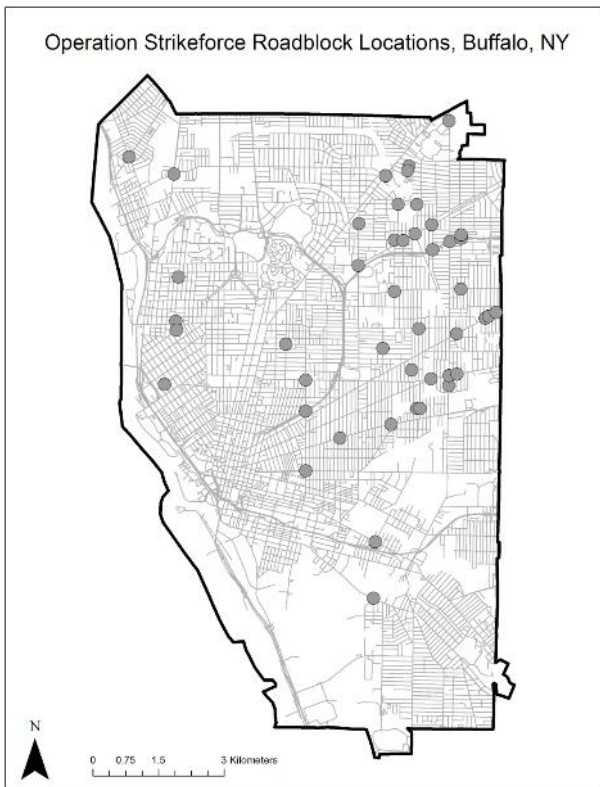 Operation Strikeforce Roadblock Locations, Buffalo, NY
N
0 0.75 1.5 3 Kilometers